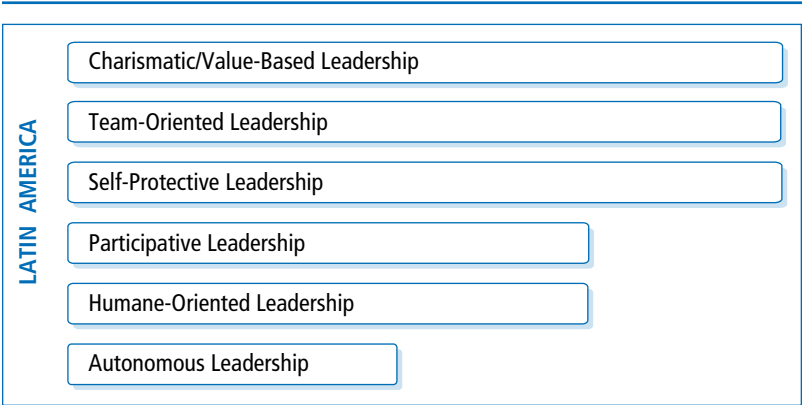 LATIN AMERICA
Charismatic/Value-Based Leadership
Team-Oriented Leadership
Self-Protective Leadership
Participative Leadership
Humane-Oriented Leadership
Autonomous Leadership